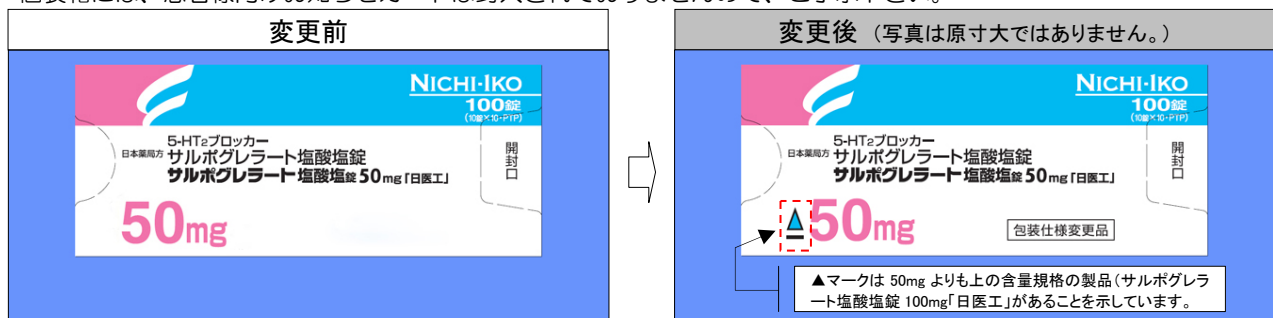 変更前
NICHI-IKO
100錠
(10錠×10・PTP)
5-HT2ブロッカー
日本薬局方 サルポグレラート塩酸塩錠
サルポグレラート塩酸塩錠 50mg「日医工」
開封口
50mg
変更後 (写真は原寸大ではありません。)
NICHI-IKO
100錠
(10錠×10・PTP)
5-HT2ブロッカー
日本薬局方 サルポグレラート塩酸塩錠
サルポグレラート塩酸塩錠 50mg「日医工」
開封口
▲50mg
包装仕様変更品
▲マークは 50mg よりも上の含量規格の製品(サルポグレラ
ート塩酸塩錠 100mg「日医工」があることを示しています。